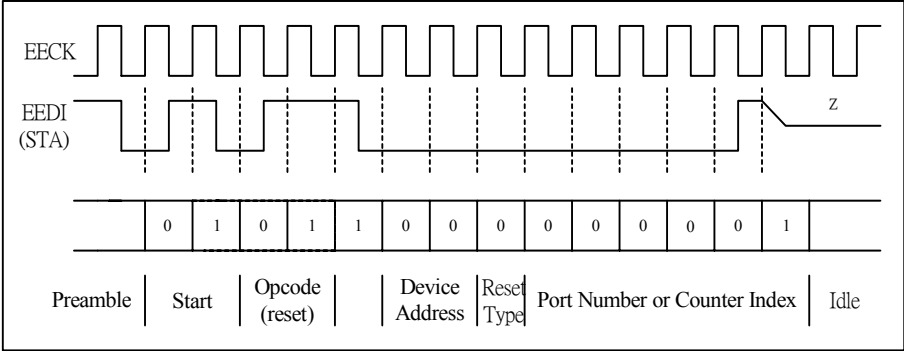 EECK
EEDI
(STA)
Z
0 1 0 1 1 0 0 0 0 0 0 0 0 1
Preamble Start Opcode (reset) Device Address Reset Type Port Number or Counter Index Idle